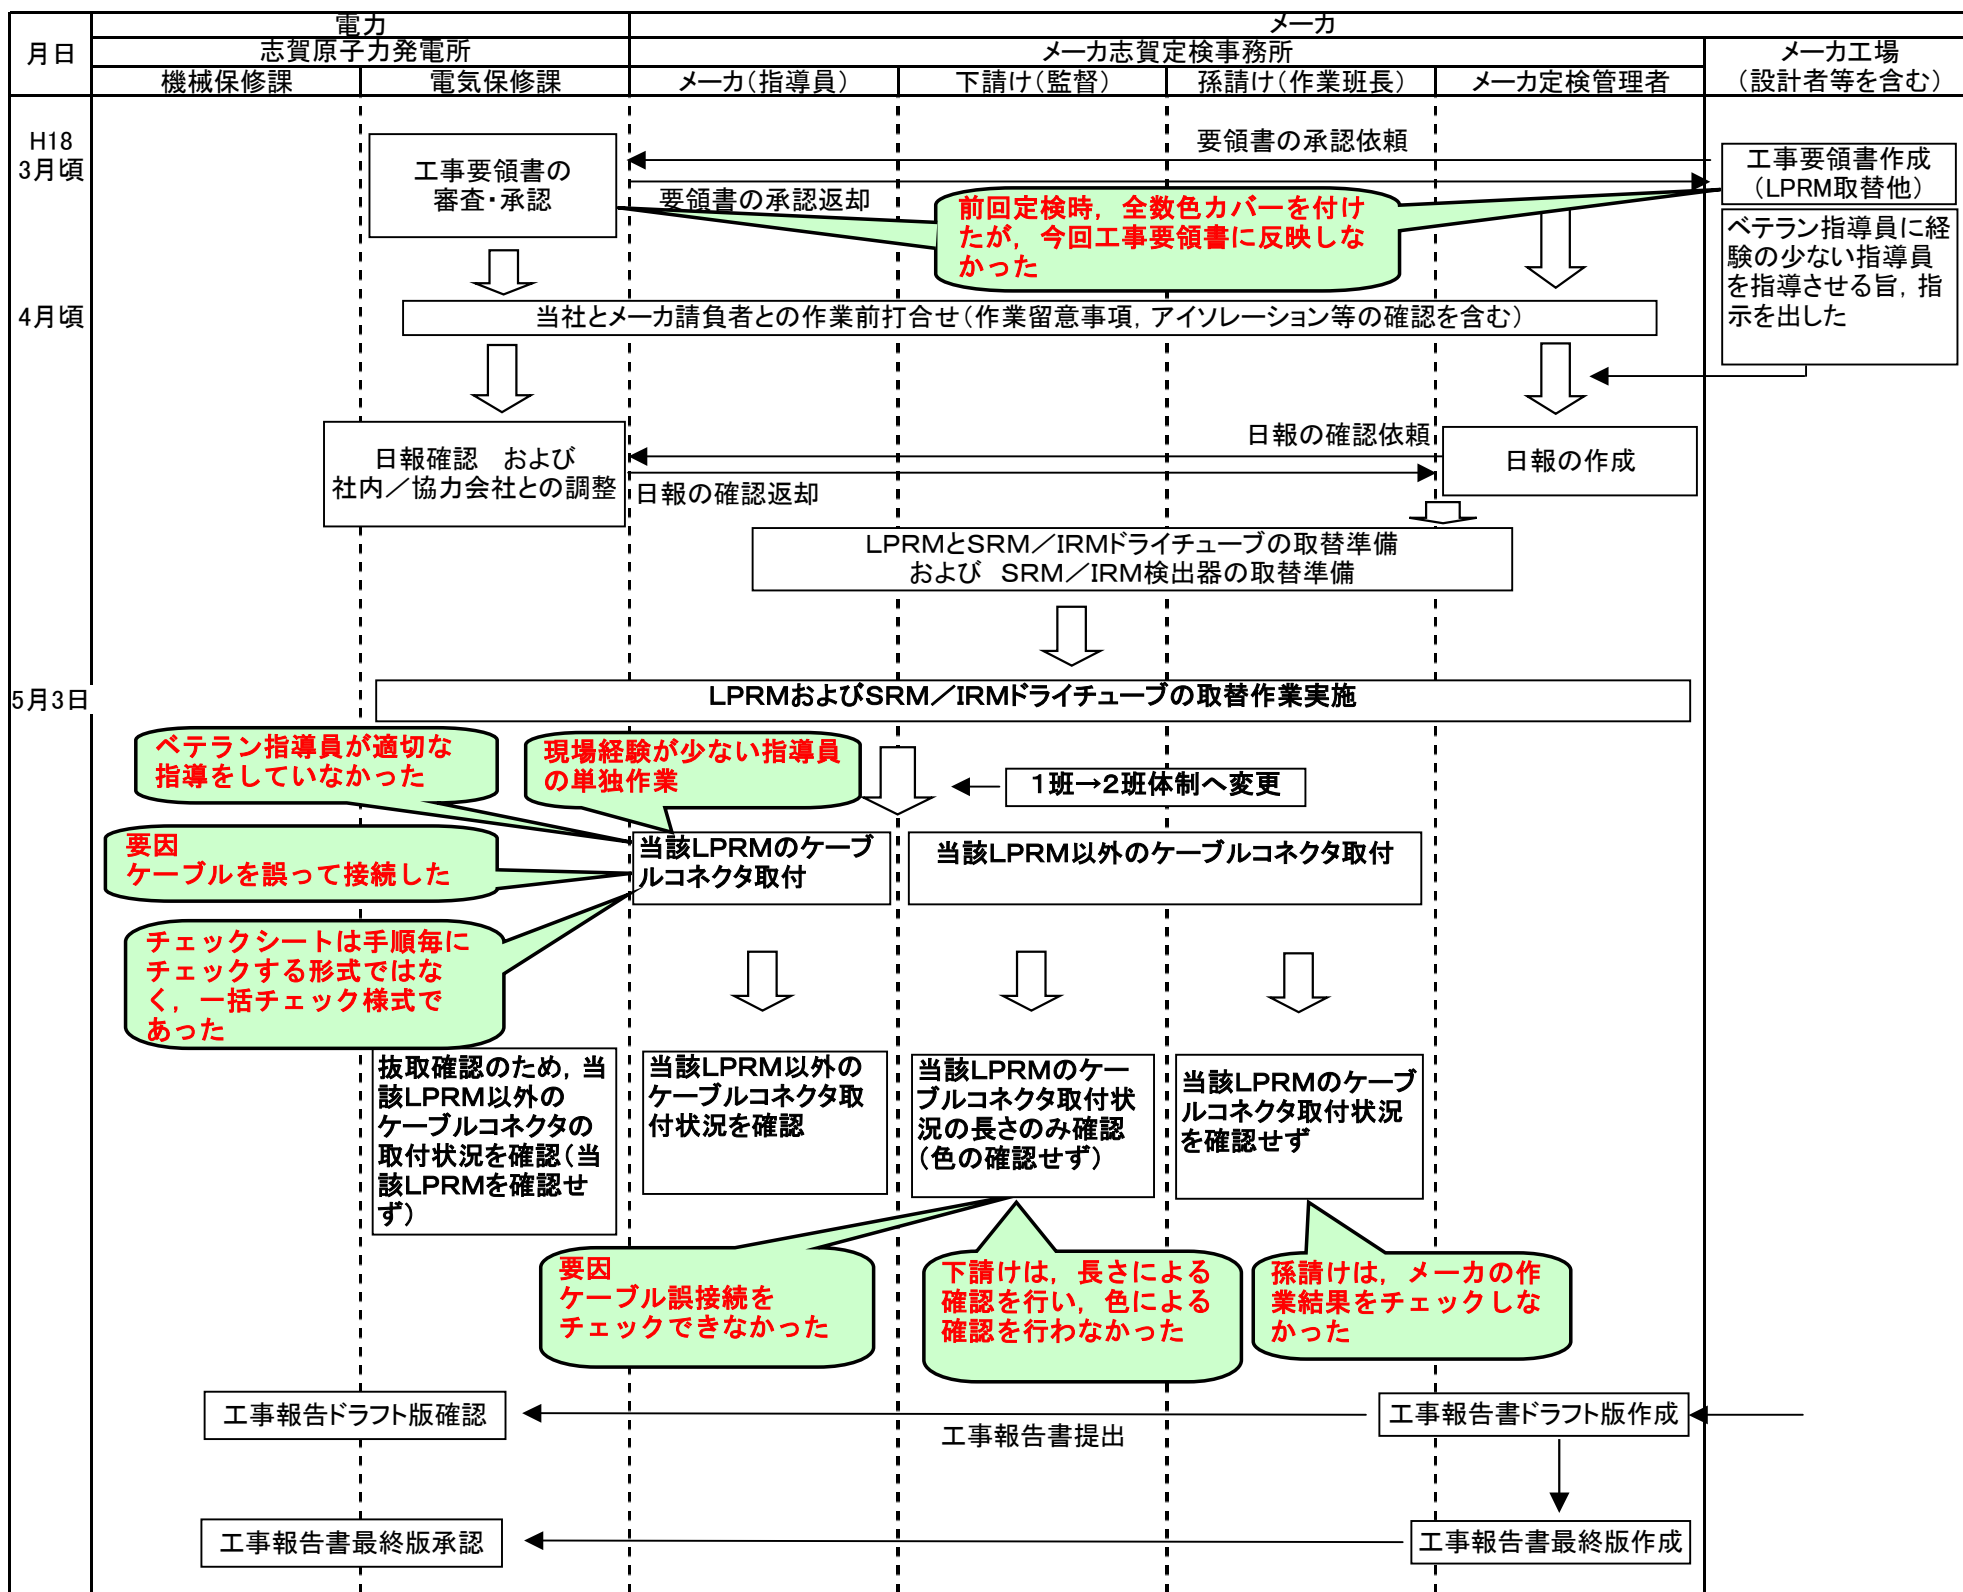 電力
メーカ
月日
志賀原子力発電所
メーカ志賀定検事務所
メーカ工場
（設計者等を含む）
機械保修課
電気保修課
メーカ（指導員）
下請け（監督）
孫請け（作業班長）
メーカ定検管理者
H18
3月頃
工事要領書の
審査・承認
要領書の承認依頼
要領書の承認返却
工事要領書作成
（LPRM取替他）
前回定検時，全数色カバーを付け
たが，今回工事要領書に反映しな
かった
ベテラン指導員に経
験の少ない指導員
を指導させる旨，指
示を出した
4月頃
当社とメーカ請負者との作業前打合せ（作業留意事項，アイソレーション等の確認を含む）
日報確認　および
社内／協力会社との調整
日報の確認依頼
日報の確認返却
日報の作成
LPRMとSRM／IRMドライチューブの取替準備
および　SRM／IRM検出器の取替準備
5月3日
LPRMおよびSRM／IRMドライチューブの取替作業実施
ベテラン指導員が適切な
指導をしていなかった
現場経験が少ない指導員
の単独作業
1班→2班体制へ変更
要因
ケーブルを誤って接続した
当該LPRMのケーブ
ルコネクタ取付
当該LPRM以外のケーブルコネクタ取付
チェックシートは手順毎に
チェックする形式ではな
く，一括チェック様式で
あった
抜取確認のため，当
該LPRM以外の
ケーブルコネクタの
取付状況を確認（当
該LPRMを確認せ
ず）
当該LPRM以外の
ケーブルコネクタ取
付状況を確認
当該LPRMのケー
ブルコネクタ取付状
況の長さのみ確認
（色の確認せず）
当該LPRMのケーブ
ルコネクタ取付状況
を確認せず
要因
ケーブル誤接続を
チェックできなかった
下請けは，長さによる
確認を行い，色による
確認を行わなかった
孫請けは，メーカの作
業結果をチェックしな
かった
工事報告ドラフト版確認
工事報告書提出
工事報告書ドラフト版作成
工事報告書最終版承認
工事報告書最終版作成